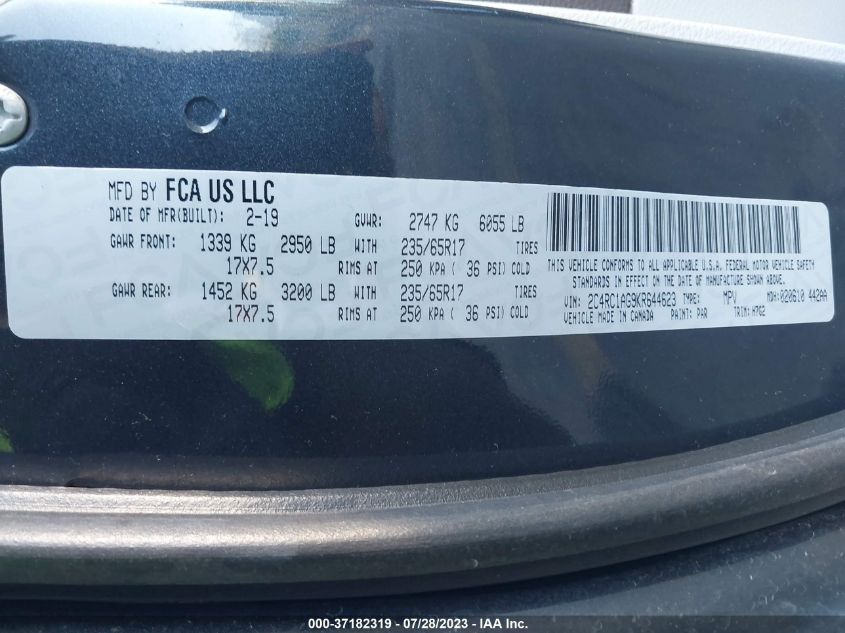 MFD BY FCA US LLC
DATE OF MFR(BUILT): 2-19 GVWR: 2747 KG 6055 LB
GAWR FRONT: 1339 KG 2950 LB WITH 235/65R17 TIRES
17X7.5 RIMS AT 250 KPA ( 36 PSI) COLD
GAWR REAR: 1452 KG 3200 LB WITH 235/65R17 TIRES
17X7.5 RIMS AT 250 KPA ( 36 PSI) COLD
THIS VEHICLE CONFORMS TO ALL APPLICABLE U.S.A. FEDERAL MOTOR VEHICLE SAFETY
STANDARDS IN EFFECT ON THE DATE OF MANUFACTURE SHOWN ABOVE.
VIN: 2C4RC1AG9KR644623 TYPE: MPV MDH: 020610 442AA
VEHICLE MADE IN CANADA PAINT: PAR TRIM: H7G2
000-37182319 - 07/28/2023 - IAA Inc.